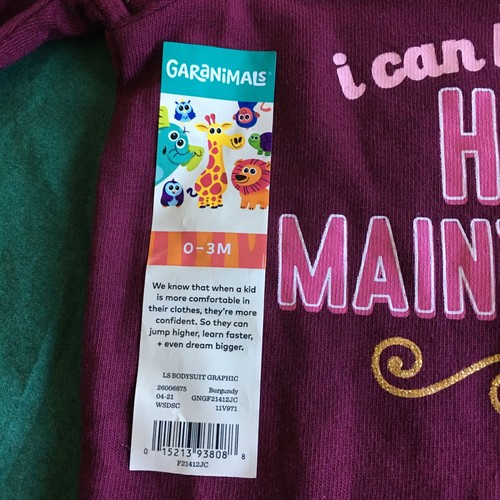 GARANIMALS
0-3M
We know that when a kid
is more comfortable in
their clothes, they're more
confident. So they can
jump higher, learn faster,
+ even dream bigger.
LS BODYSUIT GRAPHIC
26006675 Burgundy
04-21 GNGF21412JC
WSDSC 11V971
0 15213 93808 8
F21412JC
i can
H
MAIN